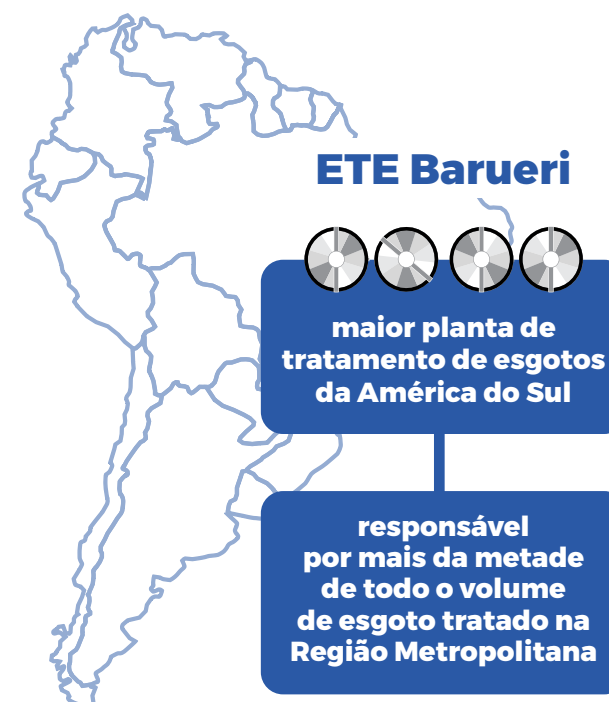 ETE Barueri
maior planta de
tratamento de esgotos
da América do Sul
responsável
por mais da metade
de todo o volume
de esgoto tratado na
Região Metropolitana